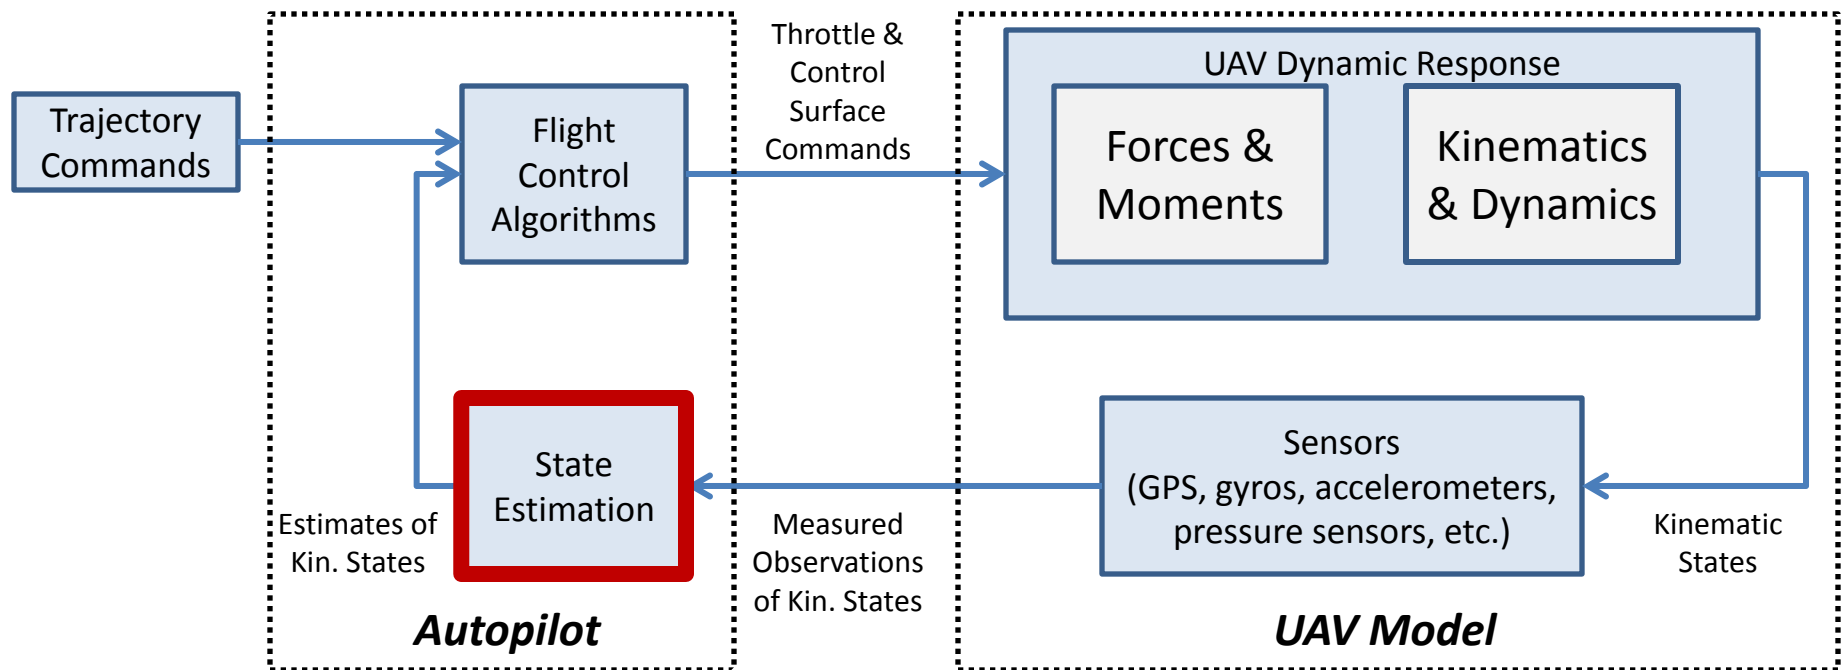 Trajectory
Commands
Flight
Control
Algorithms
Throttle &
Control
Surface
Commands
UAV Dynamic Response
Forces &
Moments
Kinematics
& Dynamics
State
Estimation
Estimates of
Kin. States
Measured
Observations
of Kin. States
Sensors
(GPS, gyros, accelerometers,
pressure sensors, etc.)
Kinematic
States
Autopilot
UAV Model